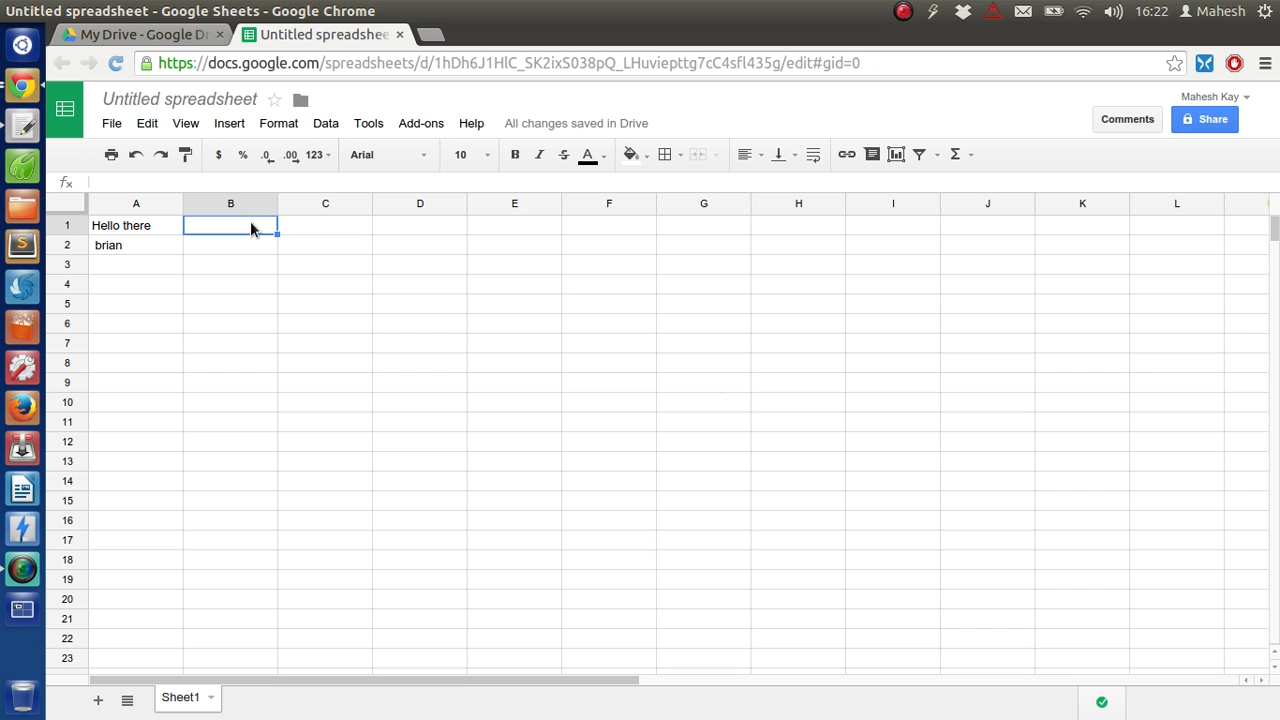 Untitled spreadsheet - Google Sheets - Google Chrome 16:22 Mahesh
My Drive - Google Dr × Untitled spreadshee ×
https://docs.google.com/spreadsheets/d/1hDh6J1HlC_SK2ixS038pQ_LHuviepttg7cC4sfl435g/edit#gid=0
Untitled spreadsheet Mahesh Kay
File Edit View Insert Format Data Tools Add-ons Help All changes saved in Drive Comments Share
$ % .0 .00 123 Arial 10 B I S A Σ
fx
A B C D E F G H I J K L
1 Hello there
2 brian
3
4
5
6
7
8
9
10
11
12
13
14
15
16
17
18
19
20
21
22
23
+ Sheet1